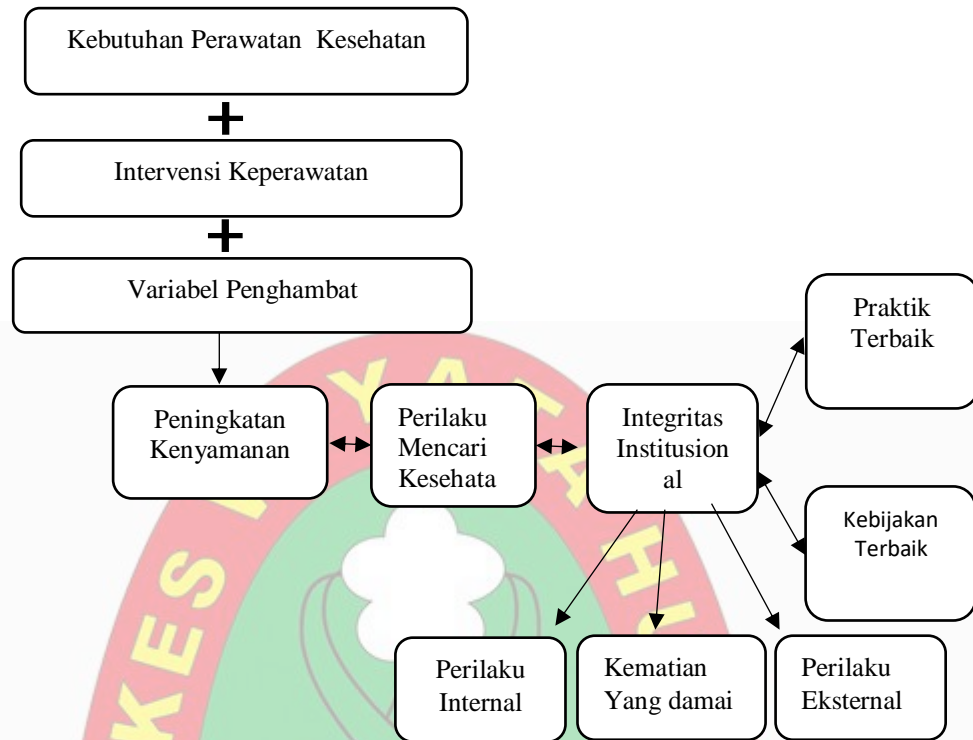 Kebutuhan Perawatan Kesehatan
+
Intervensi Keperawatan
+
Variabel Penghambat
Praktik
Terbaik
Peningkatan
Kenyamanan
Perilaku
Mencari
Kesehata
Integritas
Institusion
al
Kebijakan
Terbaik
Perilaku
Internal
Kematian
Yang damai
Perilaku
Eksternal
KES